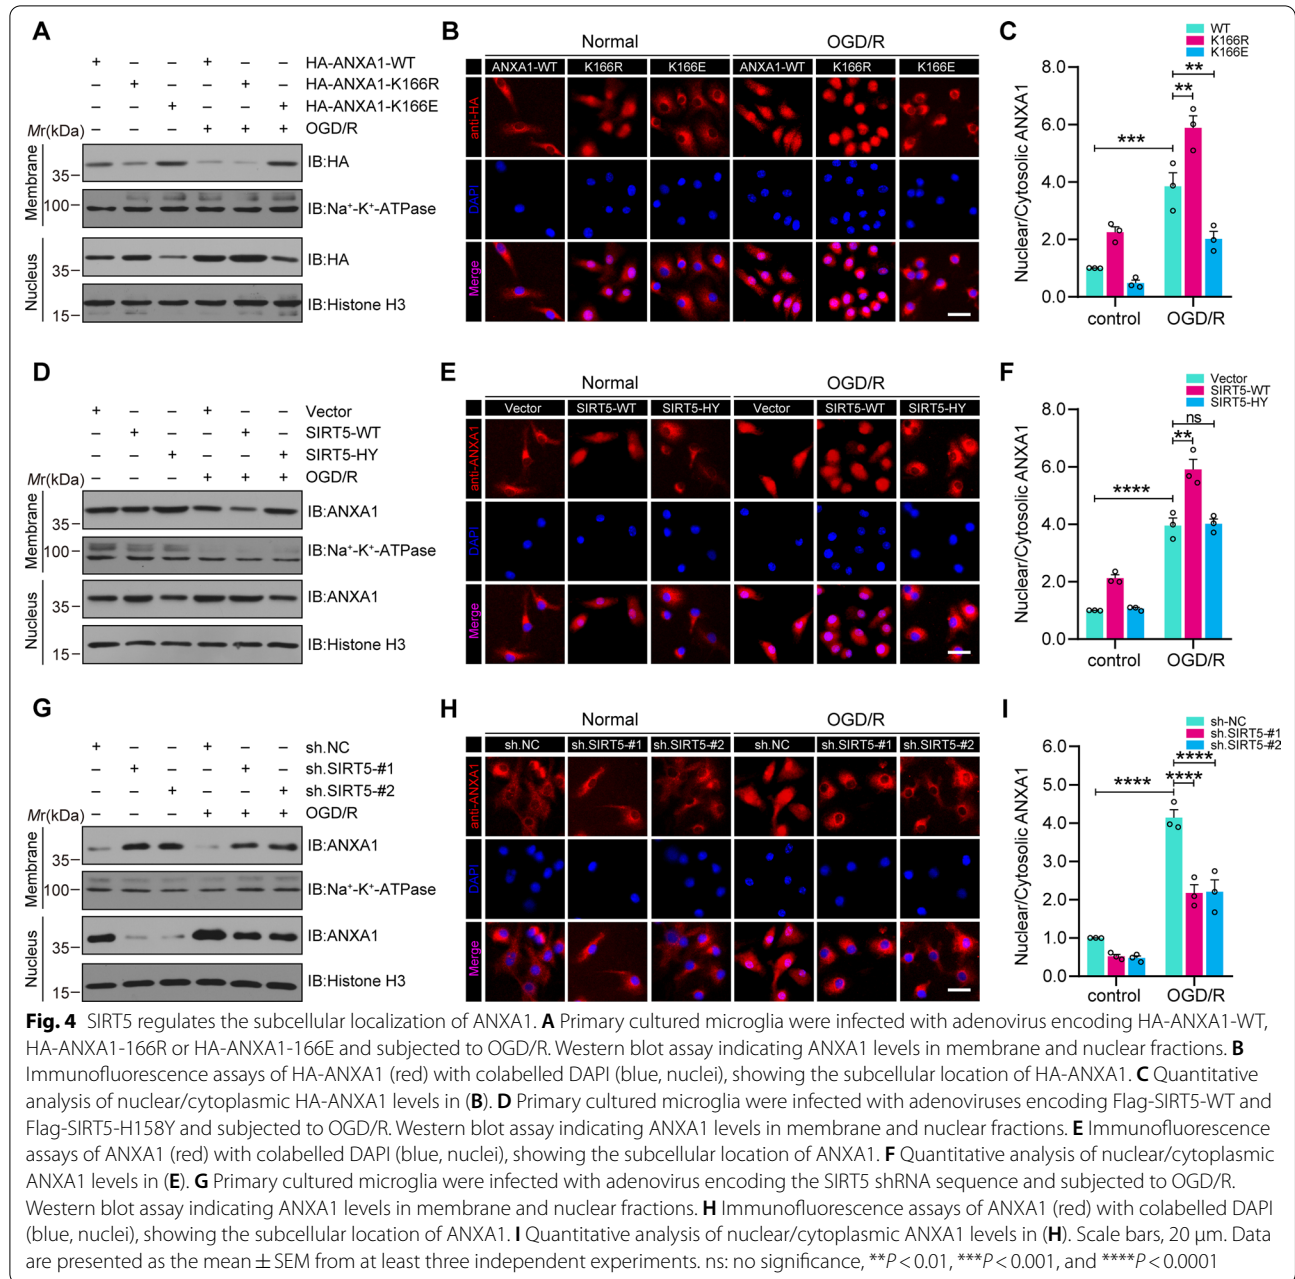 A
+ − − + − − HA-ANXA1-WT
− + − − + − HA-ANXA1-K166R
− − + − − + HA-ANXA1-K166E
Mr(kDa) − − − + + + OGD/R
Membrane
IB:HA
35
100
IB:Na⁺-K⁺-ATPase
Nucleus
IB:HA
35
IB:Histone H3
15
B
Normal OGD/R
ANXA1-WT K166R K166E ANXA1-WT K166R K166E
anti-HA
DAPI
Merge
C
WT
K166R
K166E
Nuclear/Cytosolic ANXA1
8.0
6.0
4.0
2.0
0.0
**
**
***
control OGD/R
D
+ − − + − − Vector
− + − − + − SIRT5-WT
− − + − − + SIRT5-HY
Mr(kDa) − − − + + + OGD/R
Membrane
IB:ANXA1
35
100
IB:Na⁺-K⁺-ATPase
Nucleus
IB:ANXA1
35
IB:Histone H3
15
E
Normal OGD/R
Vector SIRT5-WT SIRT5-HY Vector SIRT5-WT SIRT5-HY
anti-ANXA1
DAPI
Merge
F
Vector
SIRT5-WT
SIRT5-HY
Nuclear/Cytosolic ANXA1
8.0
6.0
4.0
2.0
0.0
ns
**
****
control OGD/R
G
+ − − + − − sh.NC
− + − − + − sh.SIRT5-#1
− − + − − + sh.SIRT5-#2
Mr(kDa) − − − + + + OGD/R
Membrane
IB:ANXA1
35
100
IB:Na⁺-K⁺-ATPase
Nucleus
IB:ANXA1
35
IB:Histone H3
15
H
Normal OGD/R
sh.NC sh.SIRT5-#1 sh.SIRT5-#2 sh.NC sh.SIRT5-#1 sh.SIRT5-#2
anti-ANXA1
DAPI
Merge
I
sh-NC
sh.SIRT5-#1
sh.SIRT5-#2
Nuclear/Cytosolic ANXA1
6.0
5.0
4.0
3.0
2.0
1.0
0.0
****
****
****
control OGD/R
Fig. 4 SIRT5 regulates the subcellular localization of ANXA1. A Primary cultured microglia were infected with adenovirus encoding HA-ANXA1-WT,
HA-ANXA1-166R or HA-ANXA1-166E and subjected to OGD/R. Western blot assay indicating ANXA1 levels in membrane and nuclear fractions. B
Immunofluorescence assays of HA-ANXA1 (red) with colabelled DAPI (blue, nuclei), showing the subcellular location of HA-ANXA1. C Quantitative
analysis of nuclear/cytoplasmic HA-ANXA1 levels in (B). D Primary cultured microglia were infected with adenoviruses encoding Flag-SIRT5-WT and
Flag-SIRT5-H158Y and subjected to OGD/R. Western blot assay indicating ANXA1 levels in membrane and nuclear fractions. E Immunofluorescence
assays of ANXA1 (red) with colabelled DAPI (blue, nuclei), showing the subcellular location of ANXA1. F Quantitative analysis of nuclear/cytoplasmic
ANXA1 levels in (E). G Primary cultured microglia were infected with adenovirus encoding the SIRT5 shRNA sequence and subjected to OGD/R.
Western blot assay indicating ANXA1 levels in membrane and nuclear fractions. H Immunofluorescence assays of ANXA1 (red) with colabelled DAPI
(blue, nuclei), showing the subcellular location of ANXA1. I Quantitative analysis of nuclear/cytoplasmic ANXA1 levels in (H). Scale bars, 20 μm. Data
are presented as the mean ± SEM from at least three independent experiments. ns: no significance, **P < 0.01, ***P < 0.001, and ****P < 0.0001